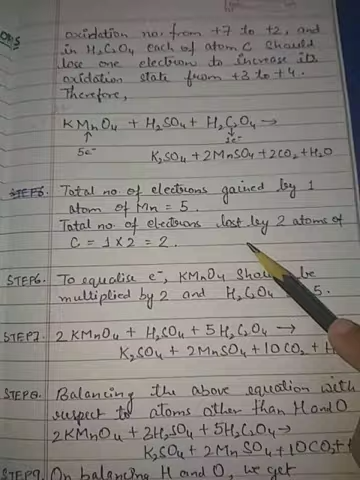 oxidation no. from +7 to +2, and
in H₂C₂O₄ each of atom C should
lose one electron to increase its
oxidation state from +3 to +4.
Therefore,
KMnO₄ + H₂SO₄ + H₂C₂O₄ →
5e⁻
K₂SO₄ + 2MnSO₄ + 2CO₂ + H₂O
STEP5 Total no. of electrons gained by 1
atom of Mn = 5.
Total no. of electrons lost by 2 atoms of
C = 1 × 2 = 2.
STEP6. To equalise e⁻, KMnO₄ should be
multiplied by 2 and H₂C₂O₄ 5.
STEP7. 2KMnO₄ + H₂SO₄ + 5H₂C₂O₄ →
K₂SO₄ + 2MnSO₄ + 10CO₂ + H
STEP8. Balancing the above equation with
respect to atoms other than H and O
2KMnO₄ + 3H₂SO₄ + 5H₂C₂O₄ →
K₂SO₄ + 2MnSO₄ + 10CO₂ +
STEP9. On balancing H and O, we get